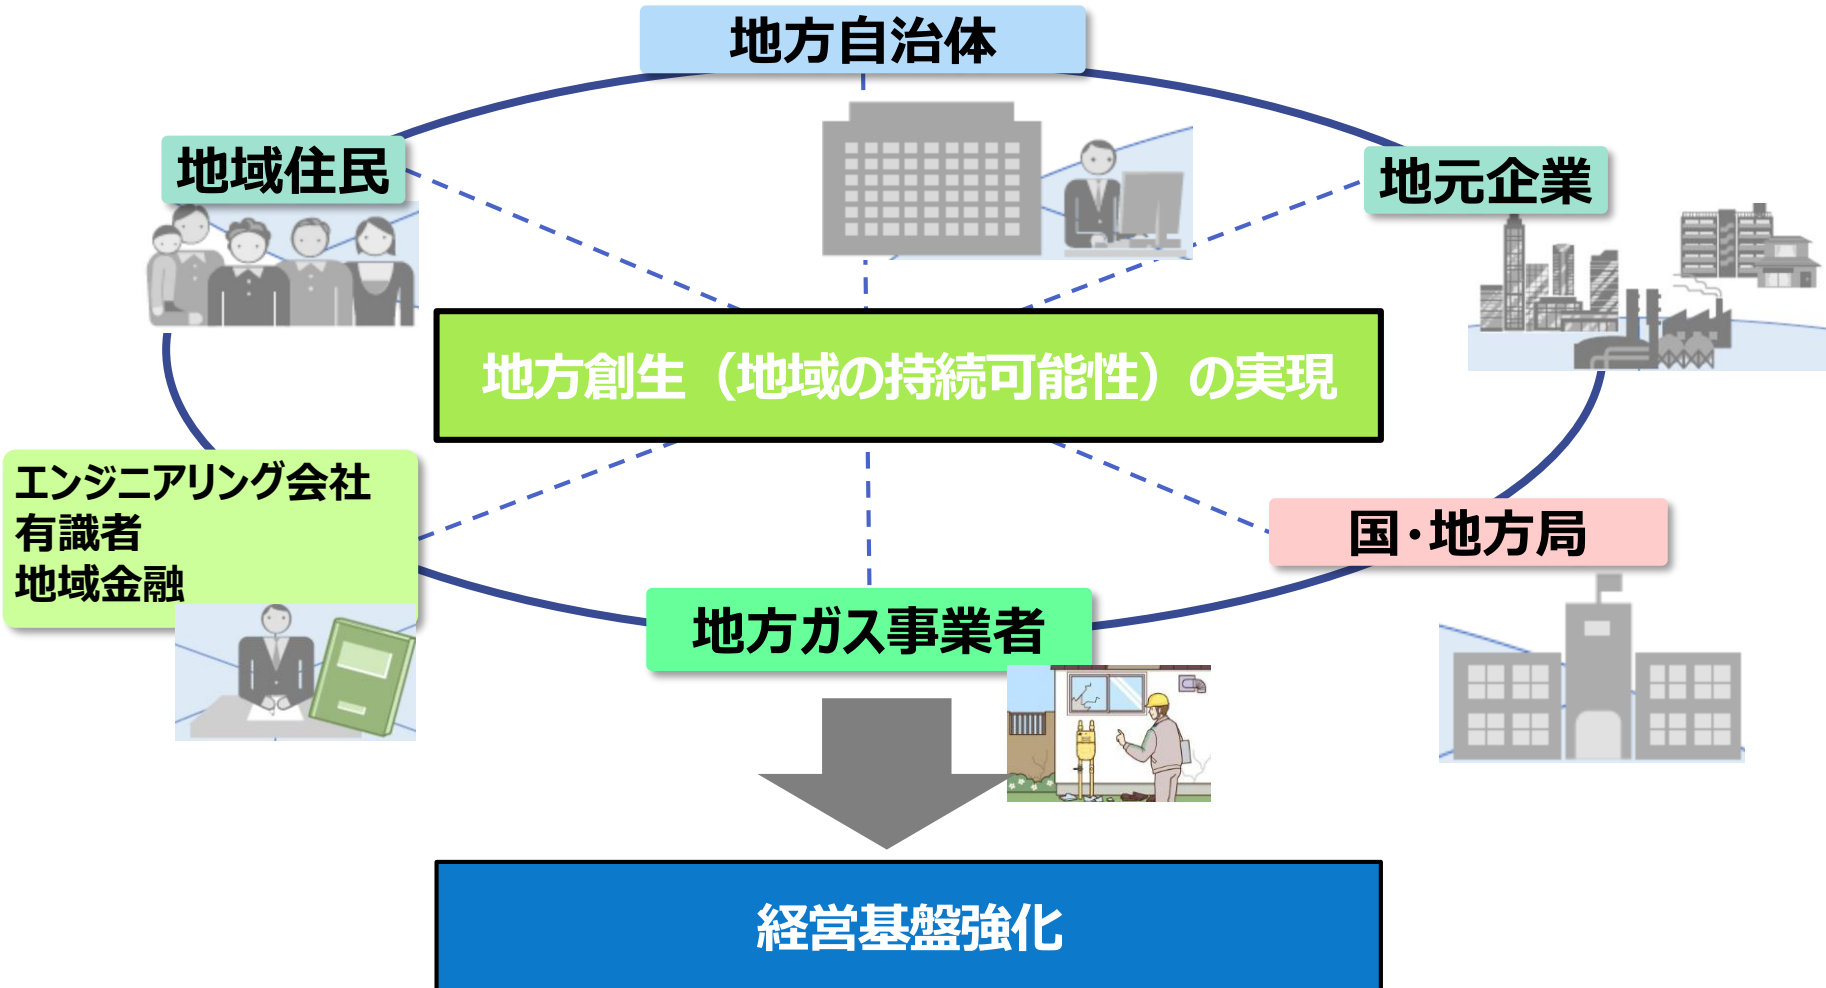 地方自治体
地域住民
地元企業
地方創生（地域の持続可能性）の実現
エンジニアリング会社
有識者
地域金融
国・地方局
地方ガス事業者
経営基盤強化